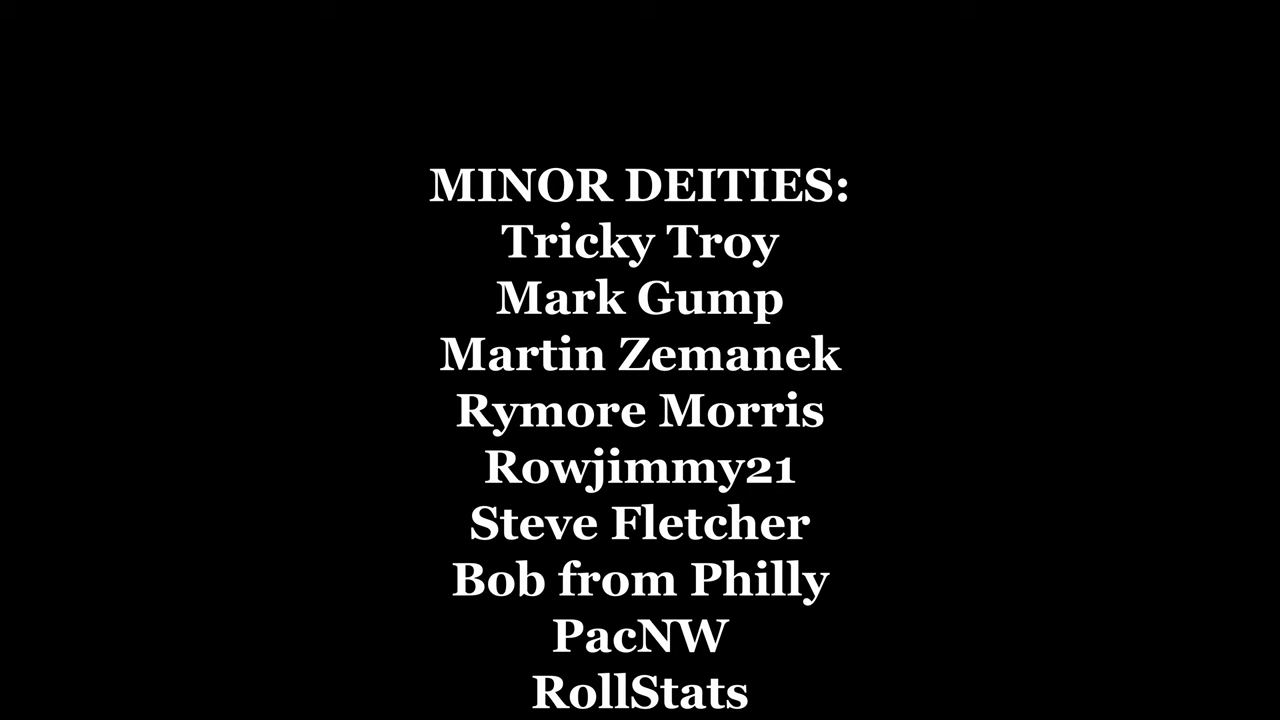 MINOR DEITIES:
Tricky Troy
Mark Gump
Martin Zemanek
Rymore Morris
Rowjimmy21
Steve Fletcher
Bob from Philly
PacNW
RollStats